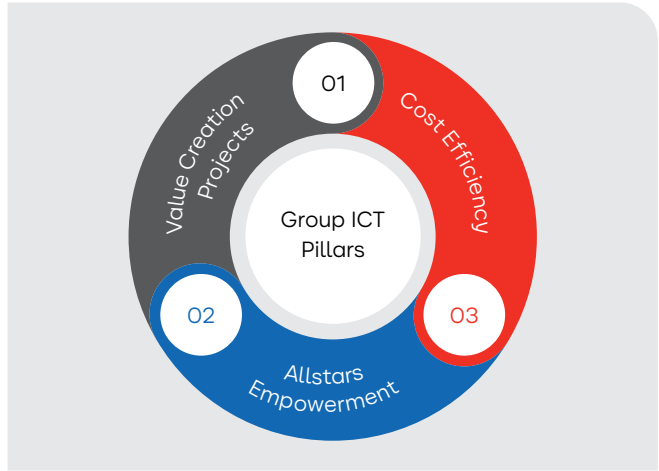 01
Value Creation
Projects
Cost Efficiency
Group ICT
Pillars
02
03
Allstars
Empowerment